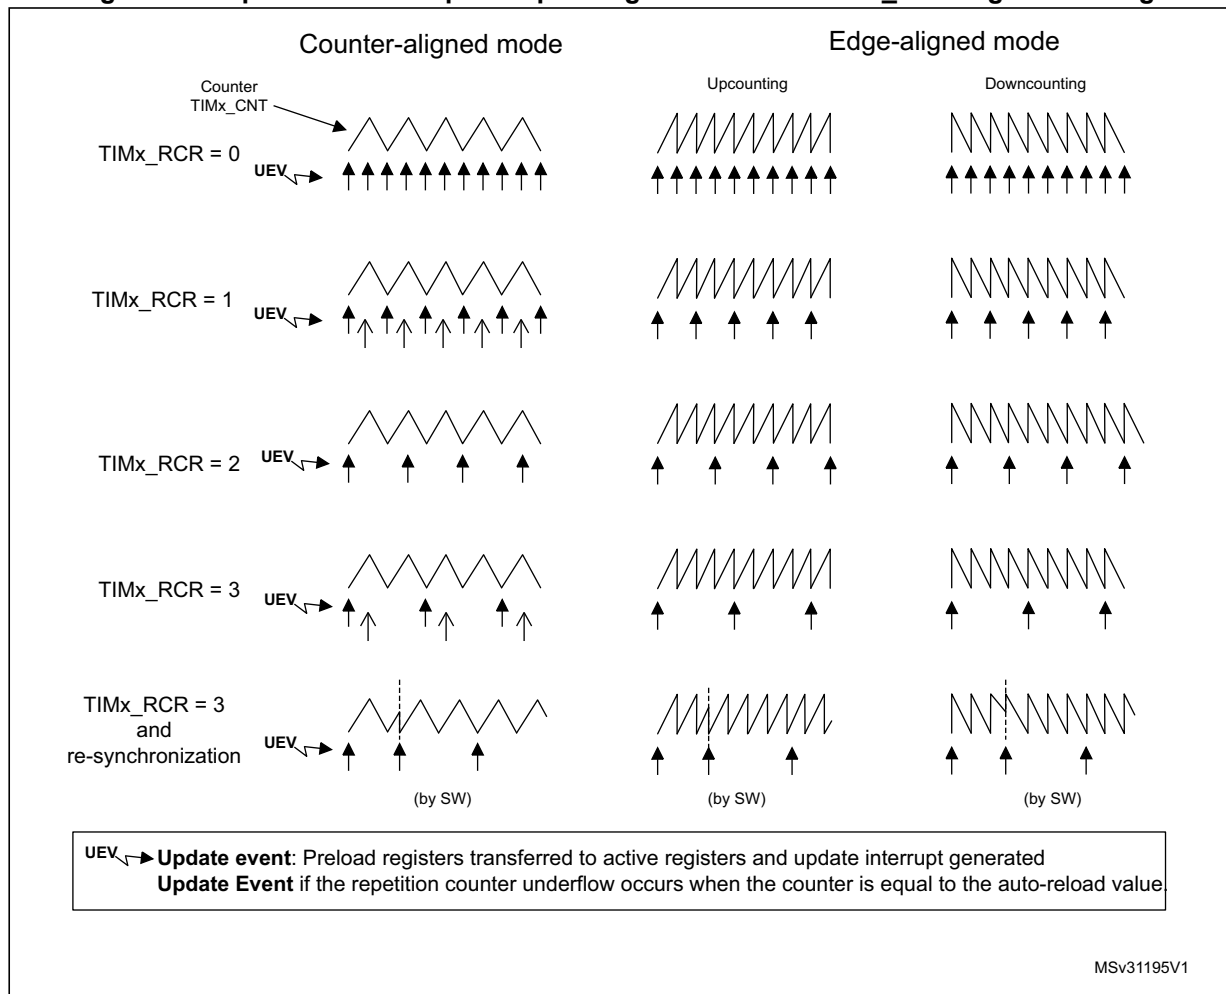 Counter-aligned mode Edge-aligned mode
Counter
TIMx_CNT
Upcounting Downcounting
TIMx_RCR = 0
UEV
TIMx_RCR = 1
UEV
TIMx_RCR = 2
UEV
TIMx_RCR = 3
UEV
TIMx_RCR = 3
and
re-synchronization
UEV
(by SW) (by SW) (by SW)
UEV Update event: Preload registers transferred to active registers and update interrupt generated
Update Event if the repetition counter underflow occurs when the counter is equal to the auto-reload value.
MSv31195V1